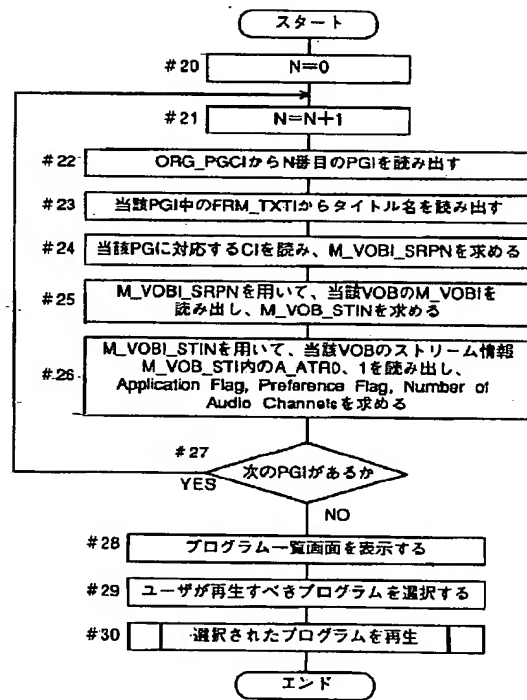 スタート
#20
N=0
#21
N=N+1
#22
ORG_PGCIからN番目のPGIを読み出す
#23
当該PGI中のFRM_TXTIからタイトル名を読み出す
#24
当該PGに対応するCIを読み、M_VOBI_SRPNを求める
#25
M_VOBI_SRPNを用いて、当該VOBのM_VOBIを
読み出し、M_VOB_STINを求める
#26
M_VOBI_STINを用いて、当該VOBのストリーム情報
M_VOB_STI内のA_ATR0、1を読み出し、
Application Flag, Preference Flag, Number of
Audio Channelsを求める
#27
次のPGIがあるか
YES
NO
#28
プログラム一覧画面を表示する
#29
ユーザが再生すべきプログラムを選択する
#30
選択されたプログラムを再生
エンド